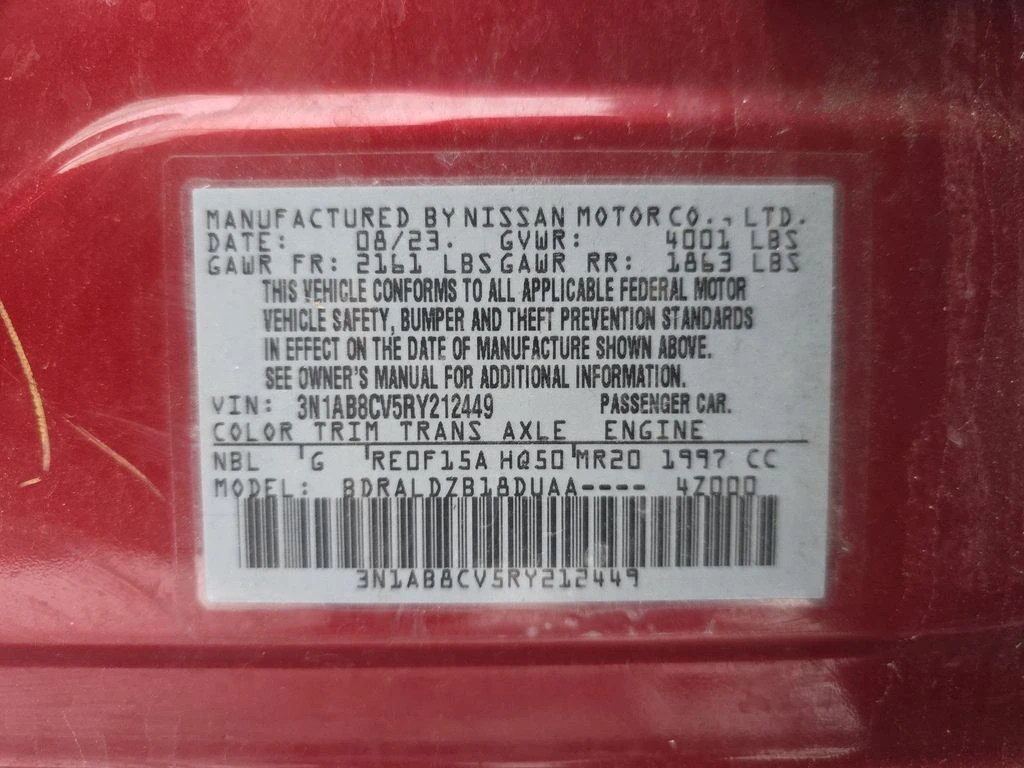 MANUFACTURED BY NISSAN MOTOR CO., LTD.
DATE: 08/23. GVWR: 4001 LBS
GAWR FR: 2161 LBS GAWR RR: 1863 LBS
THIS VEHICLE CONFORMS TO ALL APPLICABLE FEDERAL MOTOR
VEHICLE SAFETY, BUMPER AND THEFT PREVENTION STANDARDS
IN EFFECT ON THE DATE OF MANUFACTURE SHOWN ABOVE.
SEE OWNER'S MANUAL FOR ADDITIONAL INFORMATION.
VIN: 3N1AB8CV5RY212449 PASSENGER CAR.
COLOR TRIM TRANS AXLE ENGINE
NBL 'G 'RE0F15A HQ50'MR20 1997 CC
MODEL: BDRALDZB18DUAA---- 4Z000
3N1AB8CV5RY212449